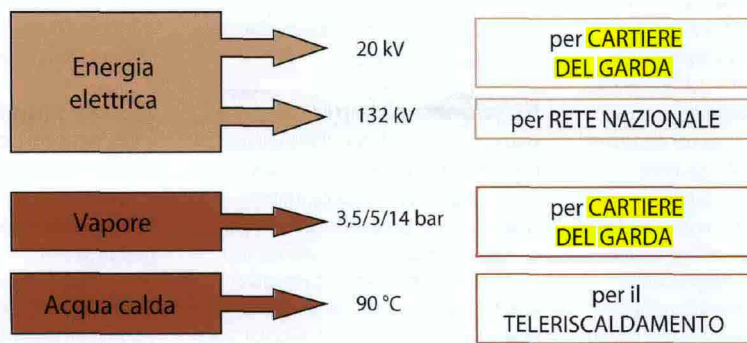 Energia
elettrica
20 kV
per CARTIERE
DEL GARDA
132 kV
per RETE NAZIONALE
Vapore
3,5/5/14 bar
per CARTIERE
DEL GARDA
Acqua calda
90 °C
per il
TELERISCALDAMENTO